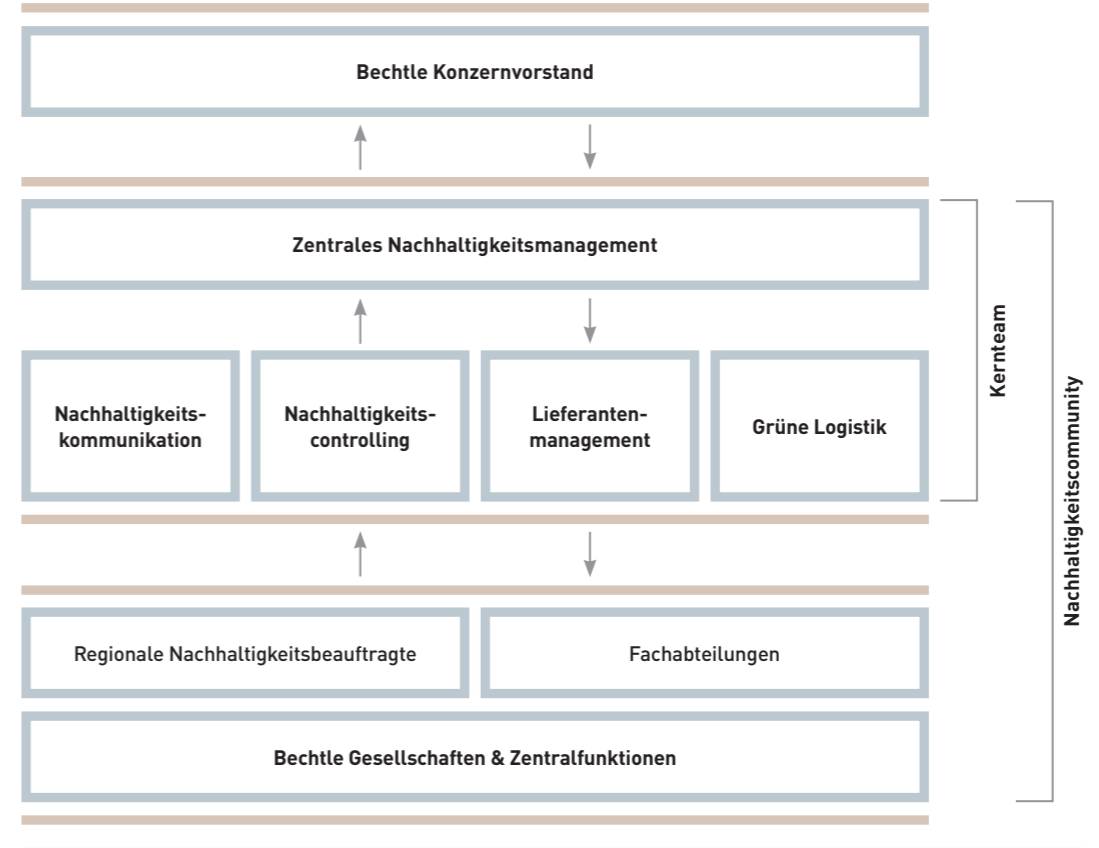 Bechtle Konzernvorstand
Zentrales Nachhaltigkeitsmanagement
Nachhaltigkeits-
kommunikation
Nachhaltigkeits-
controlling
Lieferanten-
management
Grüne Logistik
Kernteam
Nachhaltigkeitscommunity
Regionale Nachhaltigkeitsbeauftragte
Fachabteilungen
Bechtle Gesellschaften & Zentralfunktionen